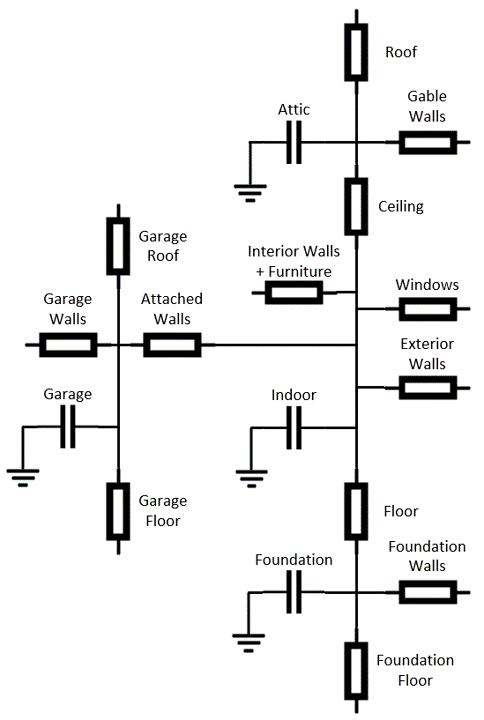 Roof
Gable
Walls
Attic
Ceiling
Garage
Roof
Interior Walls
+ Furniture
Windows
Garage
Walls
Attached
Walls
Exterior
Walls
Garage
Indoor
Garage
Floor
Floor
Foundation
Walls
Foundation
Foundation
Floor